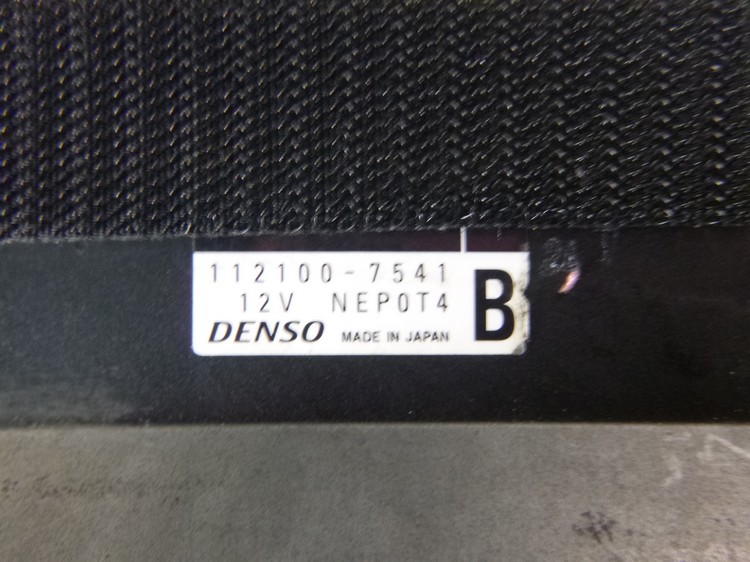 112100-7541
12V NEP0T4
B
DENSO MADE IN JAPAN